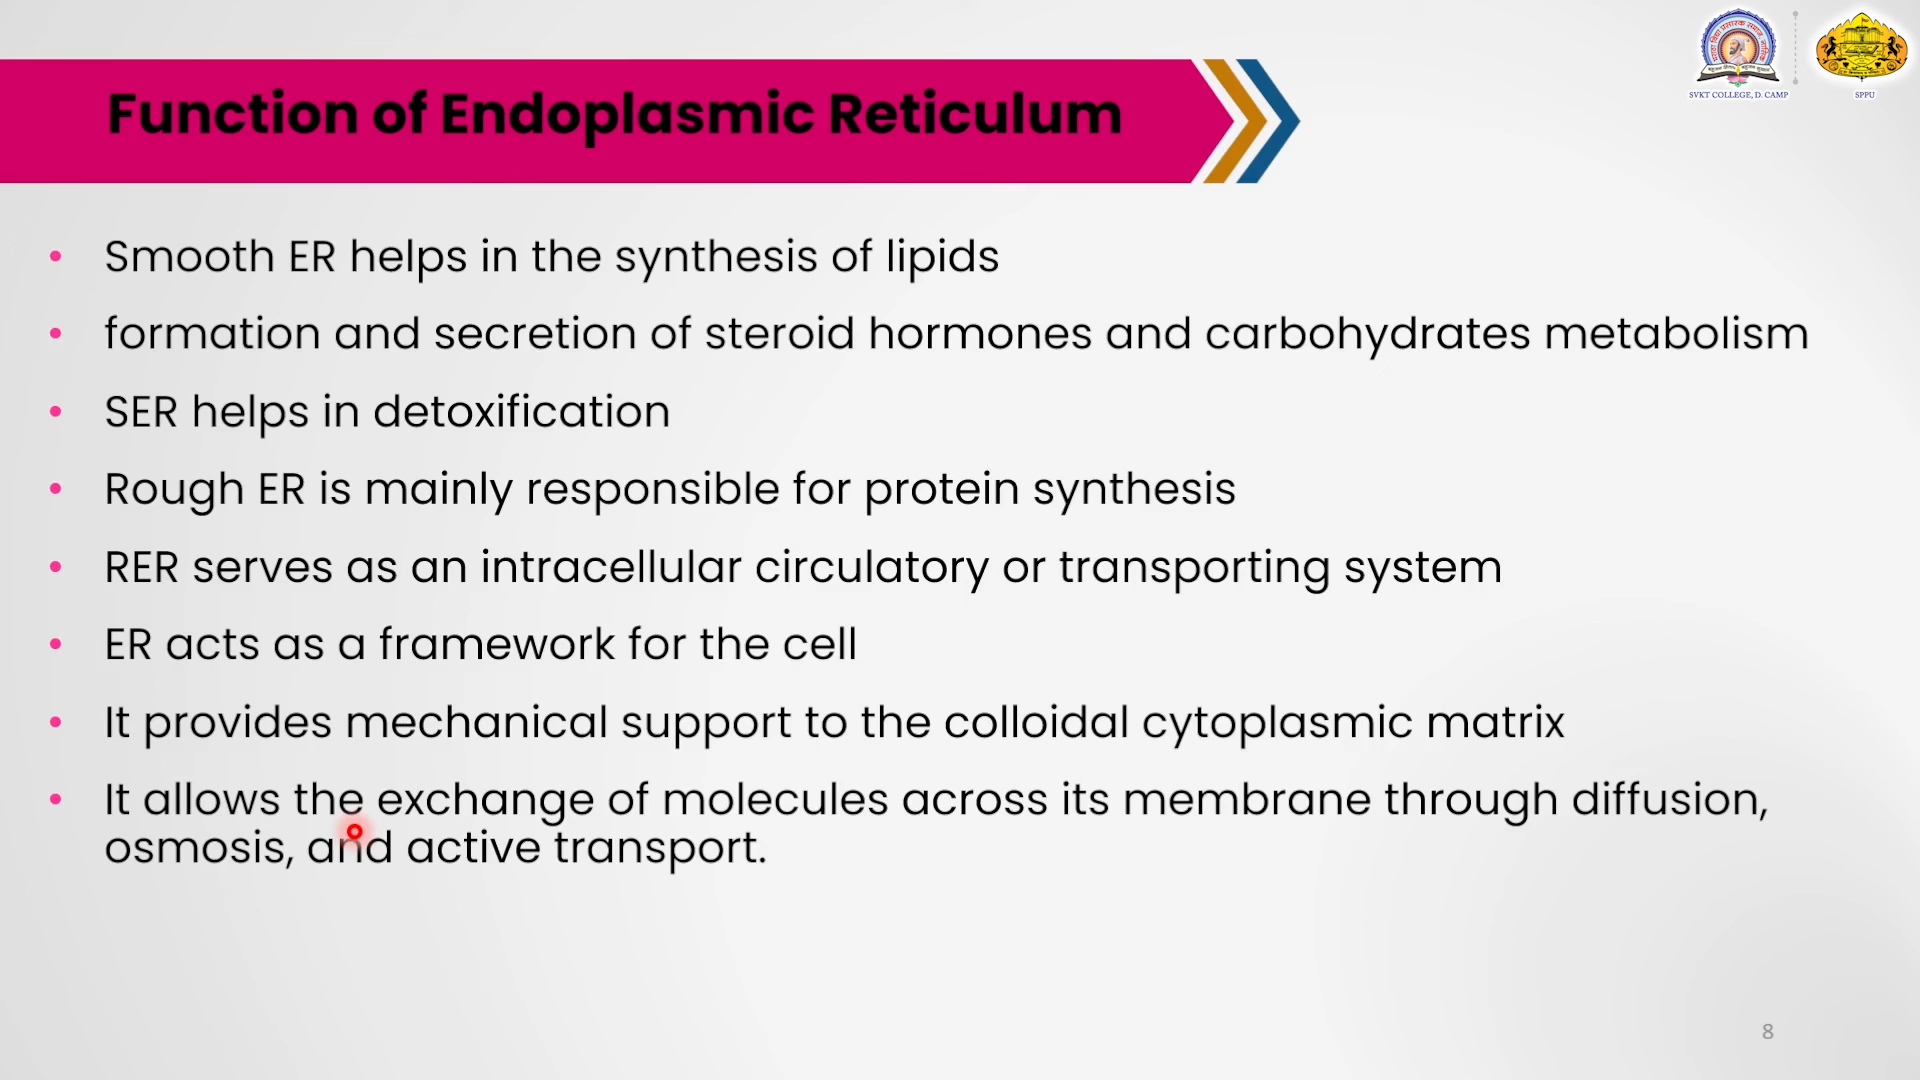 SVKT COLLEGE, D. CAMP
SPPU
Function of Endoplasmic Reticulum
• Smooth ER helps in the synthesis of lipids
• formation and secretion of steroid hormones and carbohydrates metabolism
• SER helps in detoxification
• Rough ER is mainly responsible for protein synthesis
• RER serves as an intracellular circulatory or transporting system
• ER acts as a framework for the cell
• It provides mechanical support to the colloidal cytoplasmic matrix
• It allows the exchange of molecules across its membrane through diffusion,
osmosis, and active transport.
8